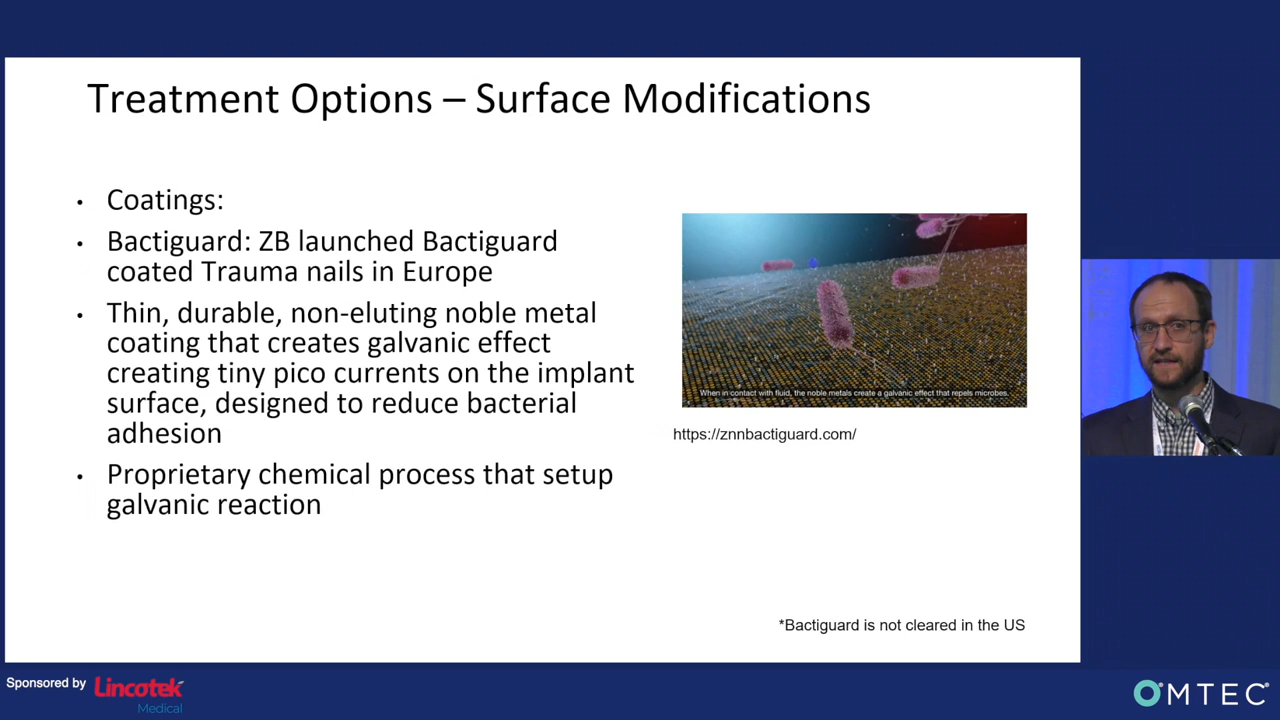 Treatment Options – Surface Modifications
• Coatings:
• Bactiguard: ZB launched Bactiguard
coated Trauma nails in Europe
• Thin, durable, non-eluting noble metal
coating that creates galvanic effect
creating tiny pico currents on the implant
surface, designed to reduce bacterial
adhesion
• Proprietary chemical process that setup
galvanic reaction
When in contact with fluid, the noble metals create a galvanic effect that repels microbes.
https://znnbactiguard.com/
*Bactiguard is not cleared in the US
Sponsored by Lincotek
Medical
OMTEC®